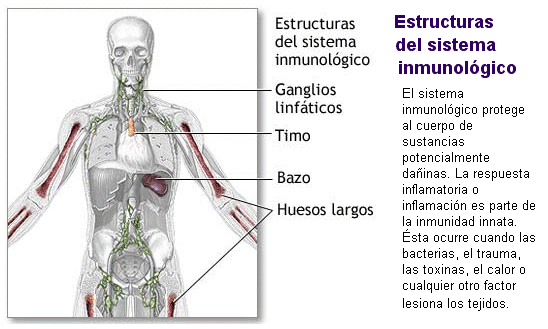 Estructuras
del sistema
inmunológico
Ganglios
linfáticos
Timo
Bazo
Huesos largos
Estructuras
del sistema
inmunológico
El sistema
inmunológico protege
al cuerpo de
sustancias
potencialmente
dañinas. La respuesta
inflamatoria o
inflamación es parte de
la inmunidad innata.
Ésta ocurre cuando las
bacterias, el trauma,
las toxinas, el calor o
cualquier otro factor
lesiona los tejidos.